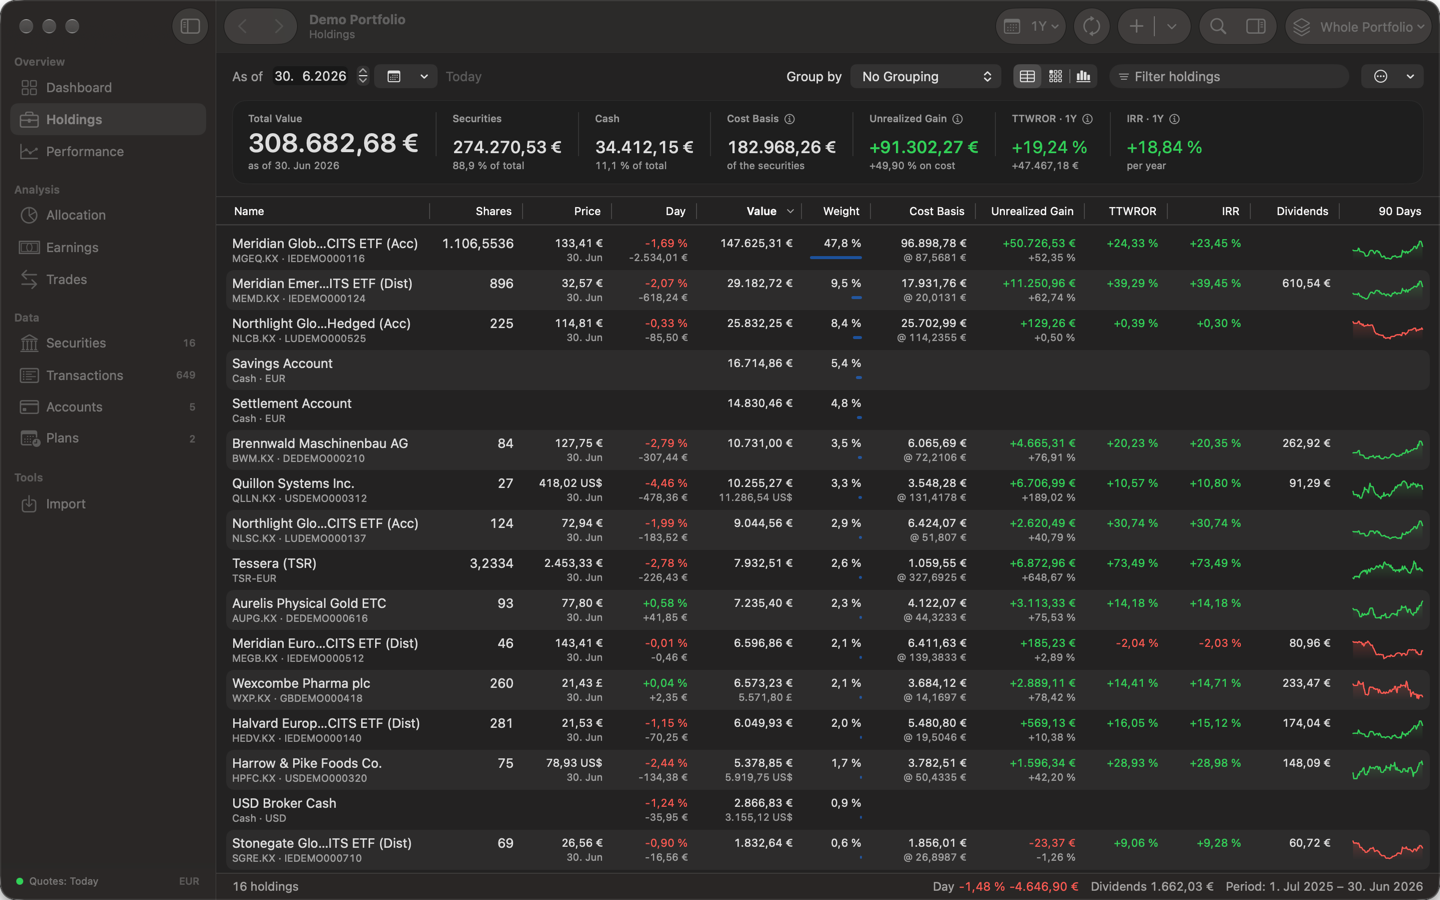 Demo Portfolio
Holdings
1Y
Whole Portfolio
Overview
Dashboard
Holdings
Performance
Analysis
Allocation
Earnings
Trades
Data
Securities 16
Transactions 649
Accounts 5
Plans 2
Tools
Import
Quotes: Today EUR
As of 30. 6.2026 Today
Group by No Grouping
Filter holdings
Total Value
308.682,68 €
as of 30. Jun 2026
Securities
274.270,53 €
88,9 % of total
Cash
34.412,15 €
11,1 % of total
Cost Basis
182.968,26 €
of the securities
Unrealized Gain
+91.302,27 €
+49,90 % on cost
TTWROR · 1Y
+19,24 %
+47.467,18 €
IRR · 1Y
+18,84 %
per year
Name Shares Price Day Value Weight Cost Basis Unrealized Gain TTWROR IRR Dividends 90 Days
Meridian Glob...CITS ETF (Acc) 1.106,5536 133,41 € -1,69 % 147.625,31 € 47,8 % 96.898,78 € +50.726,53 € +24,33 % +23,45 %
MGEQ.KX · IEDEMO000116 30. Jun -2.534,01 € @ 87,5681 € +52,35 %
Meridian Emer...ITS ETF (Dist) 896 32,57 € -2,07 % 29.182,72 € 9,5 % 17.931,76 € +11.250,96 € +39,29 % +39,45 % 610,54 €
MEMD.KX · IEDEMO000124 30. Jun -618,24 € @ 20,0131 € +62,74 %
Northlight Glo...Hedged (Acc) 225 114,81 € -0,33 % 25.832,25 € 8,4 % 25.702,99 € +129,26 € +0,39 % +0,30 %
NLCB.KX · LUDEMO000525 30. Jun -85,50 € @ 114,2355 € +0,50 %
Savings Account 16.714,86 € 5,4 %
Cash · EUR
Settlement Account 14.830,46 € 4,8 %
Cash · EUR
Brennwald Maschinenbau AG 84 127,75 € -2,79 % 10.731,00 € 3,5 % 6.065,69 € +4.665,31 € +20,23 % +20,35 % 262,92 €
BWM.KX · DEDEMO000210 30. Jun -307,44 € @ 72,2106 € +76,91 %
Quillon Systems Inc. 27 418,02 US$ -4,46 % 10.255,27 € 3,3 % 3.548,28 € +6.706,99 € +10,57 % +10,80 % 91,29 €
QLLN.KX · USDEMO000312 30. Jun -478,36 € 11.286,54 US$ @ 131,4178 € +189,02 %
Northlight Glo...CITS ETF (Acc) 124 72,94 € -1,99 % 9.044,56 € 2,9 % 6.424,07 € +2.620,49 € +30,74 % +30,74 %
NLSC.KX · LUDEMO000137 30. Jun -183,52 € @ 51,807 € +40,79 %
Tessera (TSR) 3,2334 2.453,33 € -2,78 % 7.932,51 € 2,6 % 1.059,55 € +6.872,96 € +73,49 % +73,49 %
TSR-EUR 30. Jun -226,43 € @ 327,6925 € +648,67 %
Aurelis Physical Gold ETC 93 77,80 € +0,58 % 7.235,40 € 2,3 % 4.122,07 € +3.113,33 € +14,18 % +14,18 %
AUPG.KX · DEDEMO000616 30. Jun +41,85 € @ 44,3233 € +75,53 %
Meridian Euro...CITS ETF (Dist) 46 143,41 € -0,01 % 6.596,86 € 2,1 % 6.411,63 € +185,23 € -2,04 % -2,03 % 80,96 €
MEGB.KX · IEDEMO000512 30. Jun -0,46 € @ 139,3833 € +2,89 %
Wexcombe Pharma plc 260 21,43 £ +0,04 % 6.573,23 € 2,1 % 3.684,12 € +2.889,11 € +14,41 % +14,71 % 233,47 €
WXP.KX · GBDEMO000418 30. Jun +2,35 € 5.571,80 £ @ 14,1697 € +78,42 %
Halvard Europ...CITS ETF (Dist) 281 21,53 € -1,15 % 6.049,93 € 2,0 % 5.480,80 € +569,13 € +16,05 % +15,12 % 174,04 €
HEDV.KX · IEDEMO000140 30. Jun -70,25 € @ 19,5046 € +10,38 %
Harrow & Pike Foods Co. 75 78,93 US$ -2,44 % 5.378,85 € 1,7 % 3.782,51 € +1.596,34 € +28,93 % +28,98 % 148,09 €
HPFC.KX · USDEMO000320 30. Jun -134,38 € 5.919,75 US$ @ 50,4335 € +42,20 %
USD Broker Cash -1,24 % 2.866,83 € 0,9 %
Cash · USD -35,95 € 3.155,12 US$
Stonegate Glo...ITS ETF (Dist) 69 26,56 € -0,90 % 1.832,64 € 0,6 % 1.856,01 € -23,37 € +9,06 % +9,28 % 60,72 €
SGRE.KX · IEDEMO000710 30. Jun -16,56 € @ 26,8987 € -1,26 %
16 holdings Day -1,48 % -4.646,90 € Dividends 1.662,03 € Period: 1. Jul 2025 – 30. Jun 2026